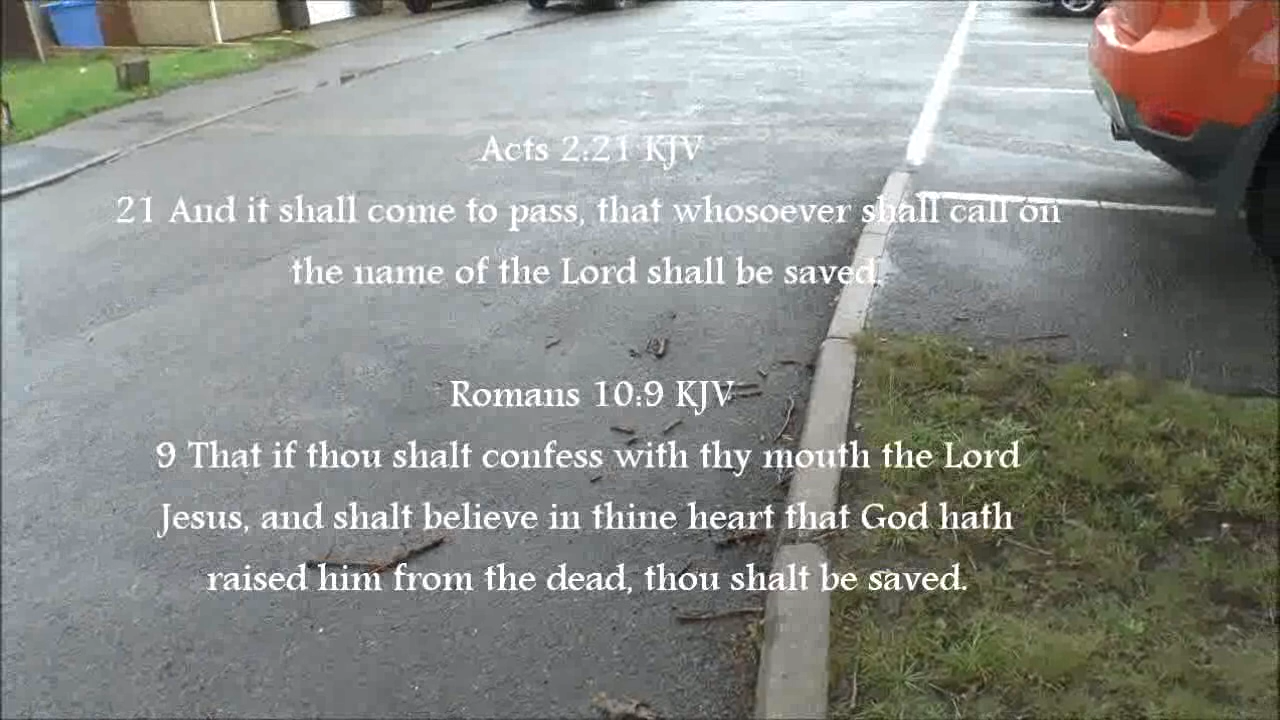 Acts 2:21 KJV
21 And it shall come to pass, that whosoever shall call on
the name of the Lord shall be saved.
Romans 10:9 KJV
9 That if thou shalt confess with thy mouth the Lord
Jesus, and shalt believe in thine heart that God hath
raised him from the dead, thou shalt be saved.